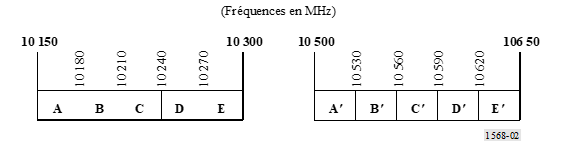 (Fréquences en MHz)
10 150 10 300 10 500 106 50
10 180 10 210 10 240 10 270 10 530 10 560 10 590 10 620
A B C D E A′ B′ C′ D′ E′
1568-02